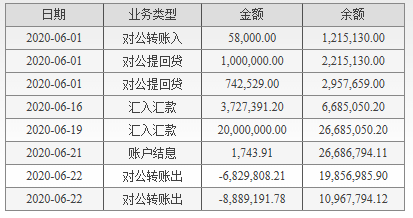 日期 业务类型 金额 余额
2020-06-01 对公转账入 58,000.00 1,215,130.00
2020-06-01 对公提回贷 1,000,000.00 2,215,130.00
2020-06-01 对公提回贷 742,529.00 2,957,659.00
2020-06-16 汇入汇款 3,727,391.20 6,685,050.20
2020-06-19 汇入汇款 20,000,000.00 26,685,050.20
2020-06-21 账户结息 1,743.91 26,686,794.11
2020-06-22 对公转账出 -6,829,808.21 19,856,985.90
2020-06-22 对公转账出 -8,889,191.78 10,967,794.12